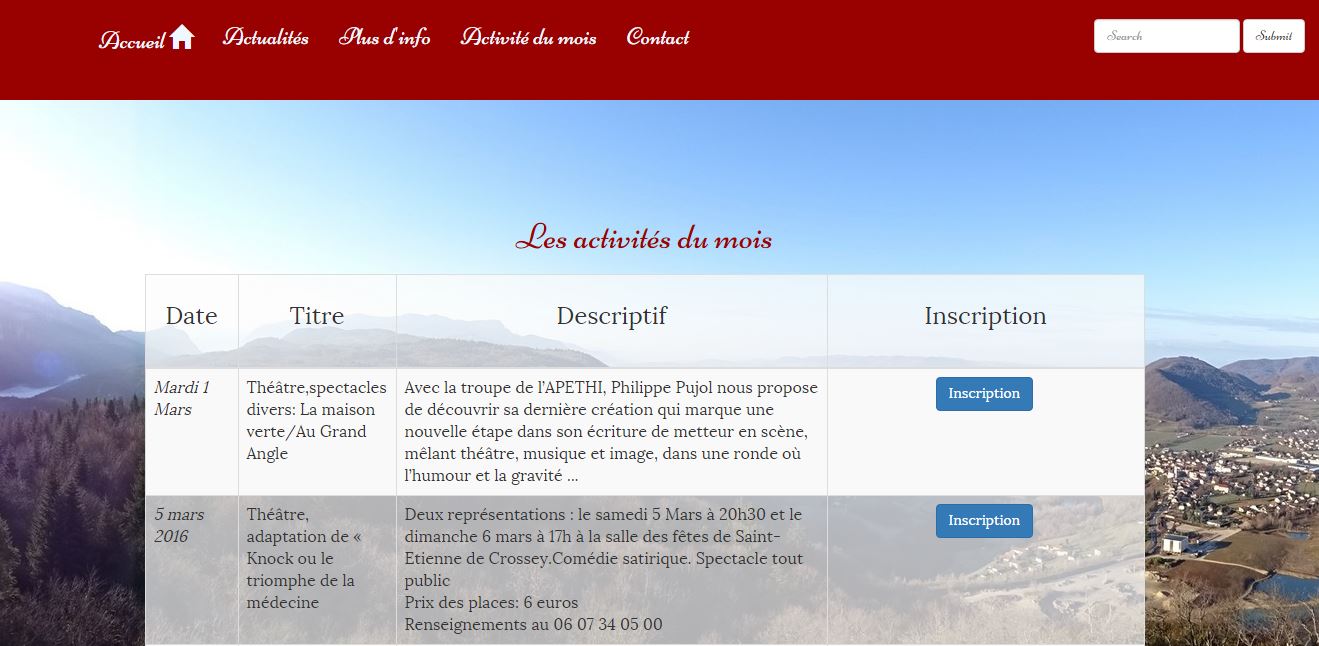 Accueil Actualités Plus d'info Activité du mois Contact Search Submit
Les activités du mois
Date Titre Descriptif Inscription
Mardi 1
Mars
Théâtre,spectacles
divers: La maison
verte/Au Grand
Angle
Avec la troupe de l'APETHI, Philippe Pujol nous propose
de découvrir sa dernière création qui marque une
nouvelle étape dans son écriture de metteur en scène,
mêlant théâtre, musique et image, dans une ronde où
l'humour et la gravité ...
Inscription
5 mars
2016
Théâtre,
adaptation de «
Knock ou le
triomphe de la
médecine
Deux représentations : le samedi 5 Mars à 20h30 et le
dimanche 6 mars à 17h à la salle des fêtes de Saint-
Etienne de Crossey.Comédie satirique. Spectacle tout
public
Prix des places: 6 euros
Renseignements au 06 07 34 05 00
Inscription